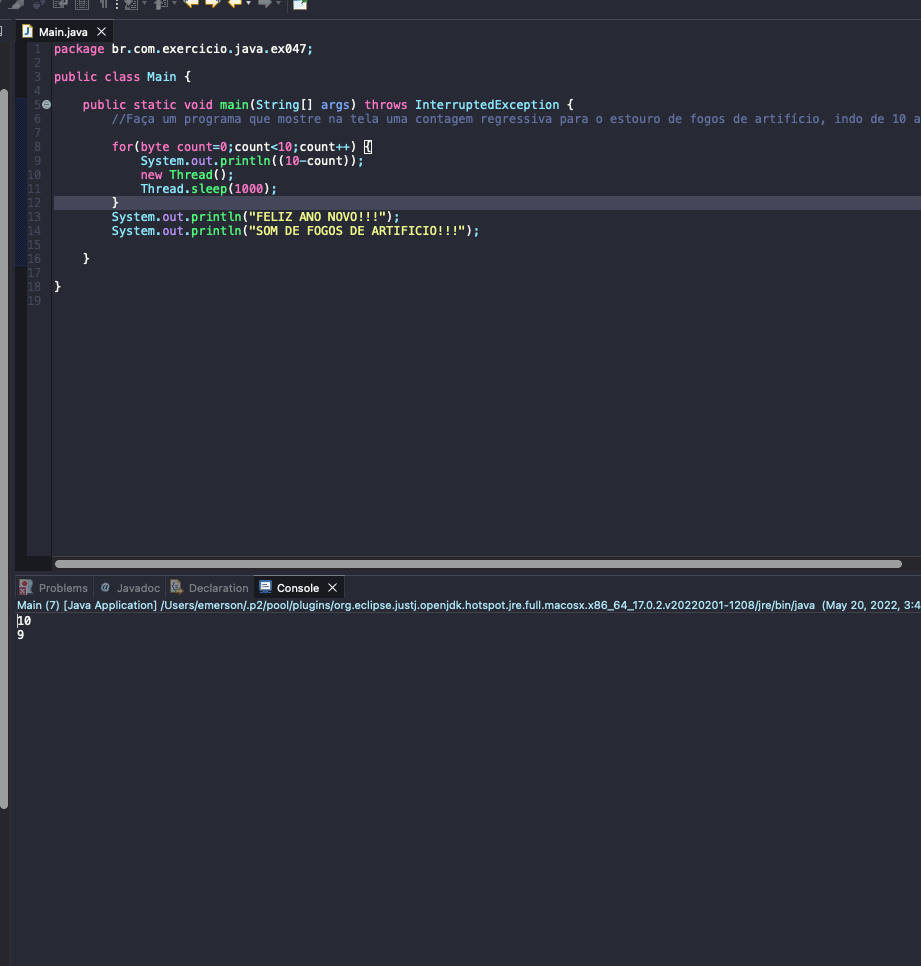 Main.java
1 package br.com.exercicio.java.ex047;
2
3 public class Main {
4
5 public static void main(String[] args) throws InterruptedException {
6 //Faça um programa que mostre na tela uma contagem regressiva para o estouro de fogos de artifício, indo de 10 a
7
8 for(byte count=0;count<10;count++) {
9 System.out.println((10-count));
10 new Thread();
11 Thread.sleep(1000);
12 }
13 System.out.println("FELIZ ANO NOVO!!!");
14 System.out.println("SOM DE FOGOS DE ARTIFICIO!!!");
15
16 }
17
18 }
19
Problems Javadoc Declaration Console
Main (7) [Java Application] /Users/emerson/.p2/pool/plugins/org.eclipse.justj.openjdk.hotspot.jre.full.macosx.x86_64_17.0.2.v20220201-1208/jre/bin/java (May 20, 2022, 3:4
10
9